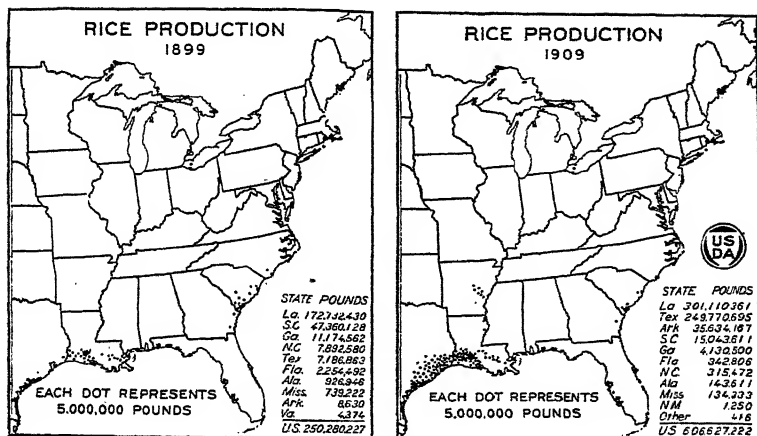 RICE PRODUCTION
1899
STATE POUNDS
La. 172,732,430
S.C. 47,360,128
Ga. 11,174,562
N.C. 7,892,580
Tex 7,186,863
Fla. 2,254,492
Ala. 926,946
Miss. 739,222
Ark. 8,630
Va. 4,374
U.S. 250,280,227
EACH DOT REPRESENTS
5,000,000 POUNDS
RICE PRODUCTION
1909
US
DA
STATE POUNDS
La 301,110,361
Tex 249,770,695
Ark 35,634,167
S C 15,043,611
Ga 4,130,500
Fla 342,806
N C. 315,472
Ala 143,611
Miss 134,333
N M 1,250
Other 416
US 606,627,222
EACH DOT REPRESENTS
5,000,000 POUNDS